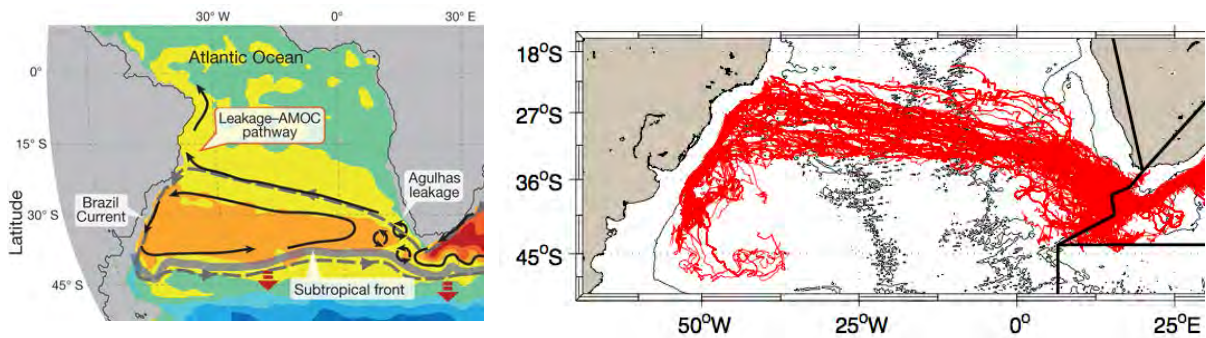 30° W
0°
30° E
Atlantic Ocean
0°
Leakage–AMOC
pathway
15° S
Agulhas
leakage
Brazil
Current
30° S
Latitude
Subtropical front
45° S
18°S
27°S
36°S
45°S
50°W
25°W
0°
25°E